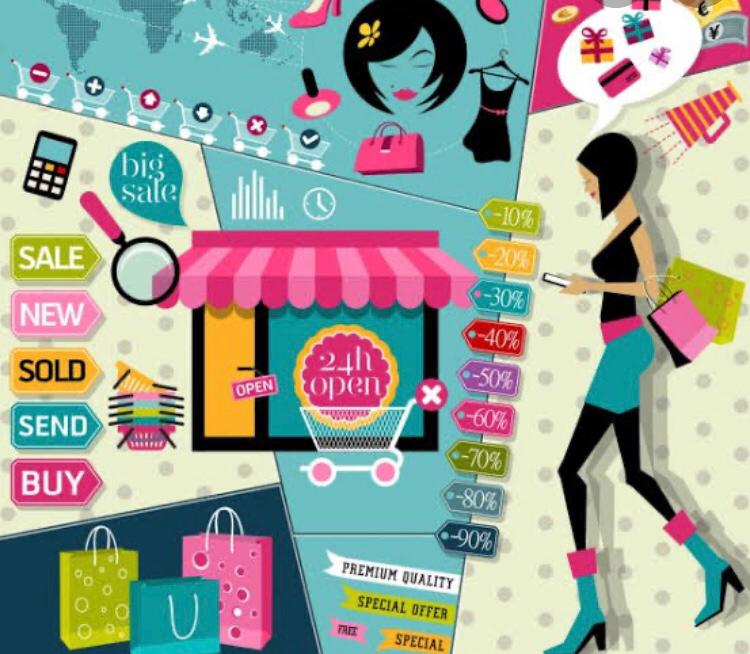 big
sale
SALE
NEW
SOLD
SEND
BUY
OPEN
24h
open
-10%
-20%
-30%
-40%
-50%
-60%
-70%
-80%
-90%
PREMIUM QUALITY
SPECIAL OFFER
FREE
SPECIAL
€
¥